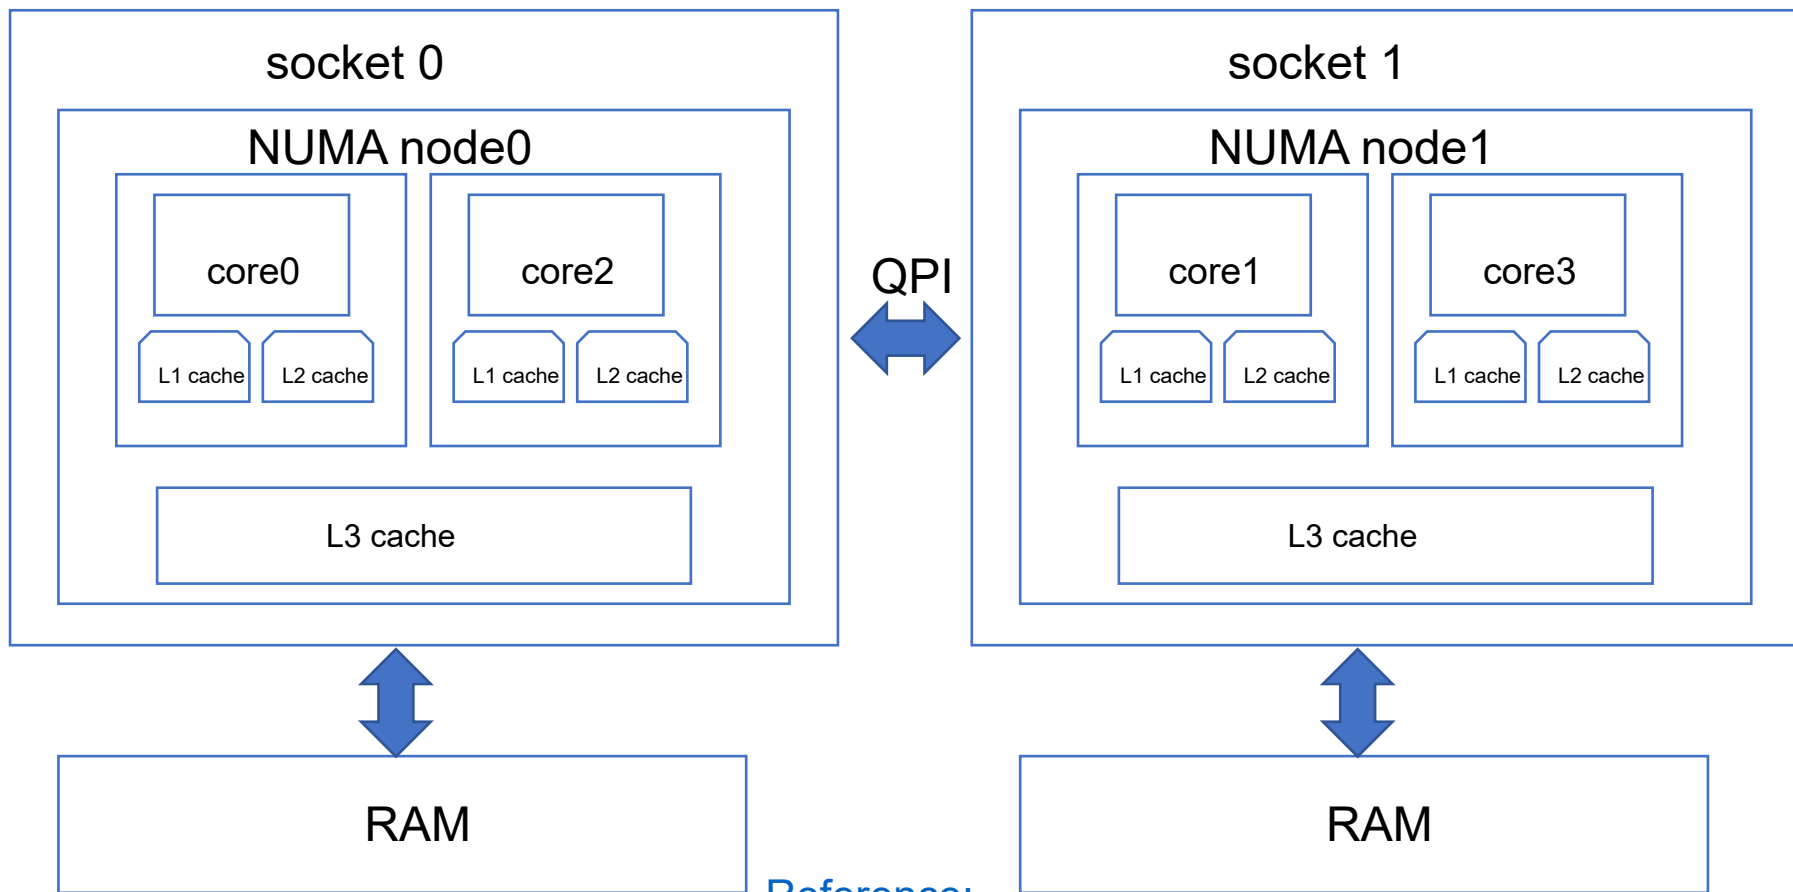 socket 0
NUMA node0
core0
L1 cache
L2 cache
core2
L1 cache
L2 cache
L3 cache
RAM
QPI
socket 1
NUMA node1
core1
L1 cache
L2 cache
core3
L1 cache
L2 cache
L3 cache
RAM
Reference: